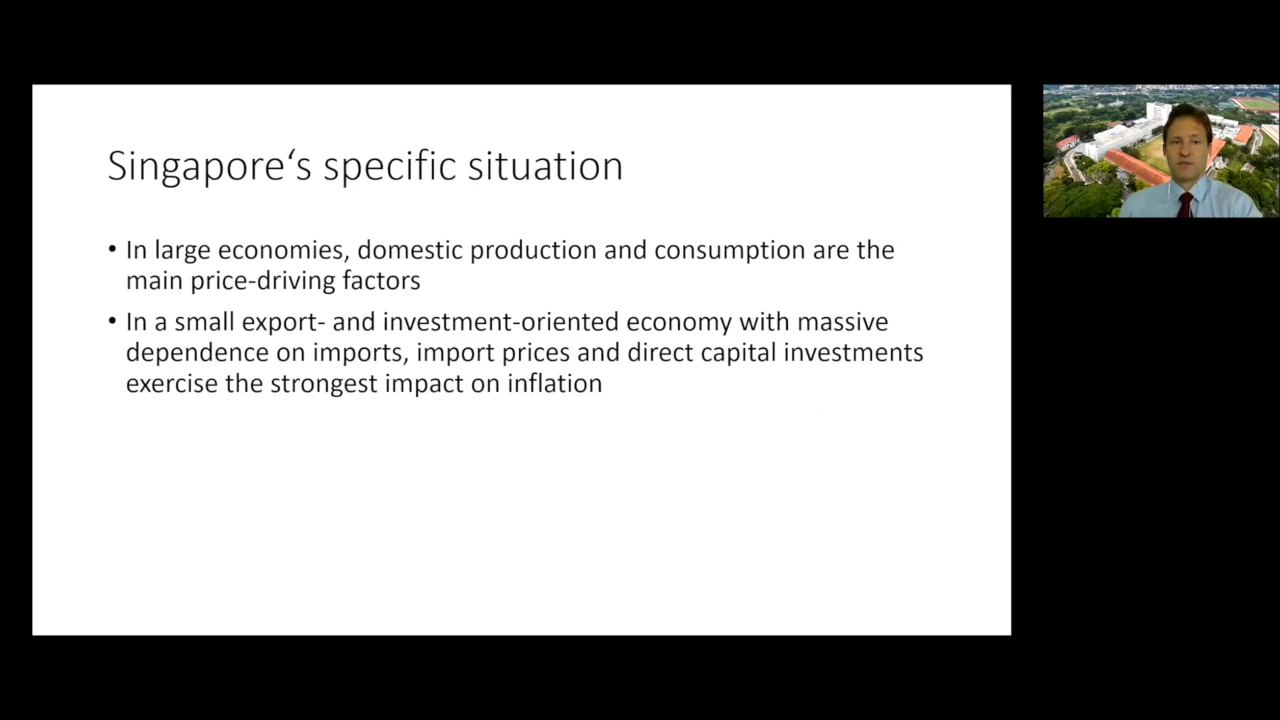 Singapore‘s specific situation
• In large economies, domestic production and consumption are the
main price-driving factors
• In a small export- and investment-oriented economy with massive
dependence on imports, import prices and direct capital investments
exercise the strongest impact on inflation